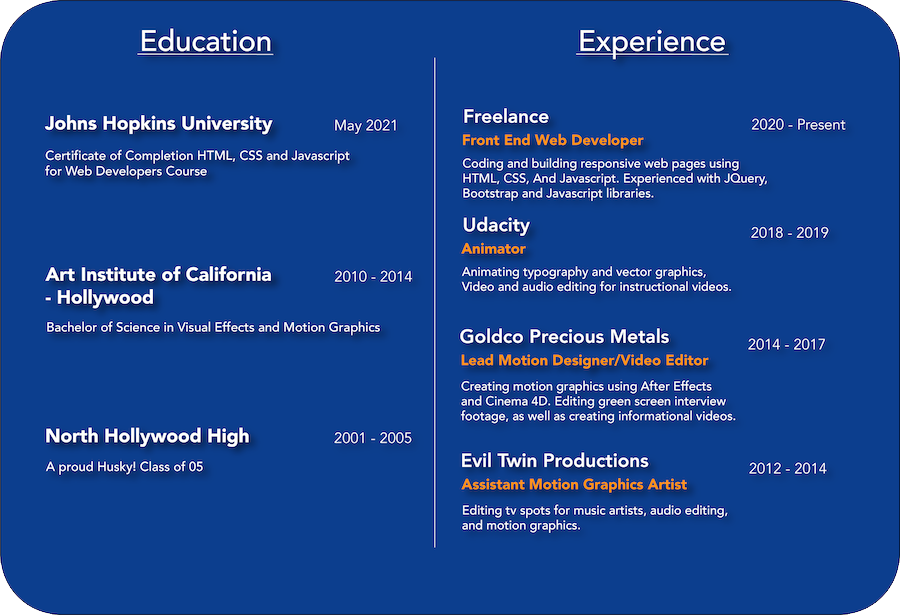 Education
Johns Hopkins University
May 2021
Certificate of Completion HTML, CSS and Javascript
for Web Developers Course
Art Institute of California
- Hollywood
2010 - 2014
Bachelor of Science in Visual Effects and Motion Graphics
North Hollywood High
2001 - 2005
A proud Husky! Class of 05
Experience
Freelance
2020 - Present
Front End Web Developer
Coding and building responsive web pages using
HTML, CSS, And Javascript. Experienced with JQuery,
Bootstrap and Javascript libraries.
Udacity
2018 - 2019
Animator
Animating typography and vector graphics,
Video and audio editing for instructional videos.
Goldco Precious Metals
2014 - 2017
Lead Motion Designer/Video Editor
Creating motion graphics using After Effects
and Cinema 4D. Editing green screen interview
footage, as well as creating informational videos.
Evil Twin Productions
2012 - 2014
Assistant Motion Graphics Artist
Editing tv spots for music artists, audio editing,
and motion graphics.